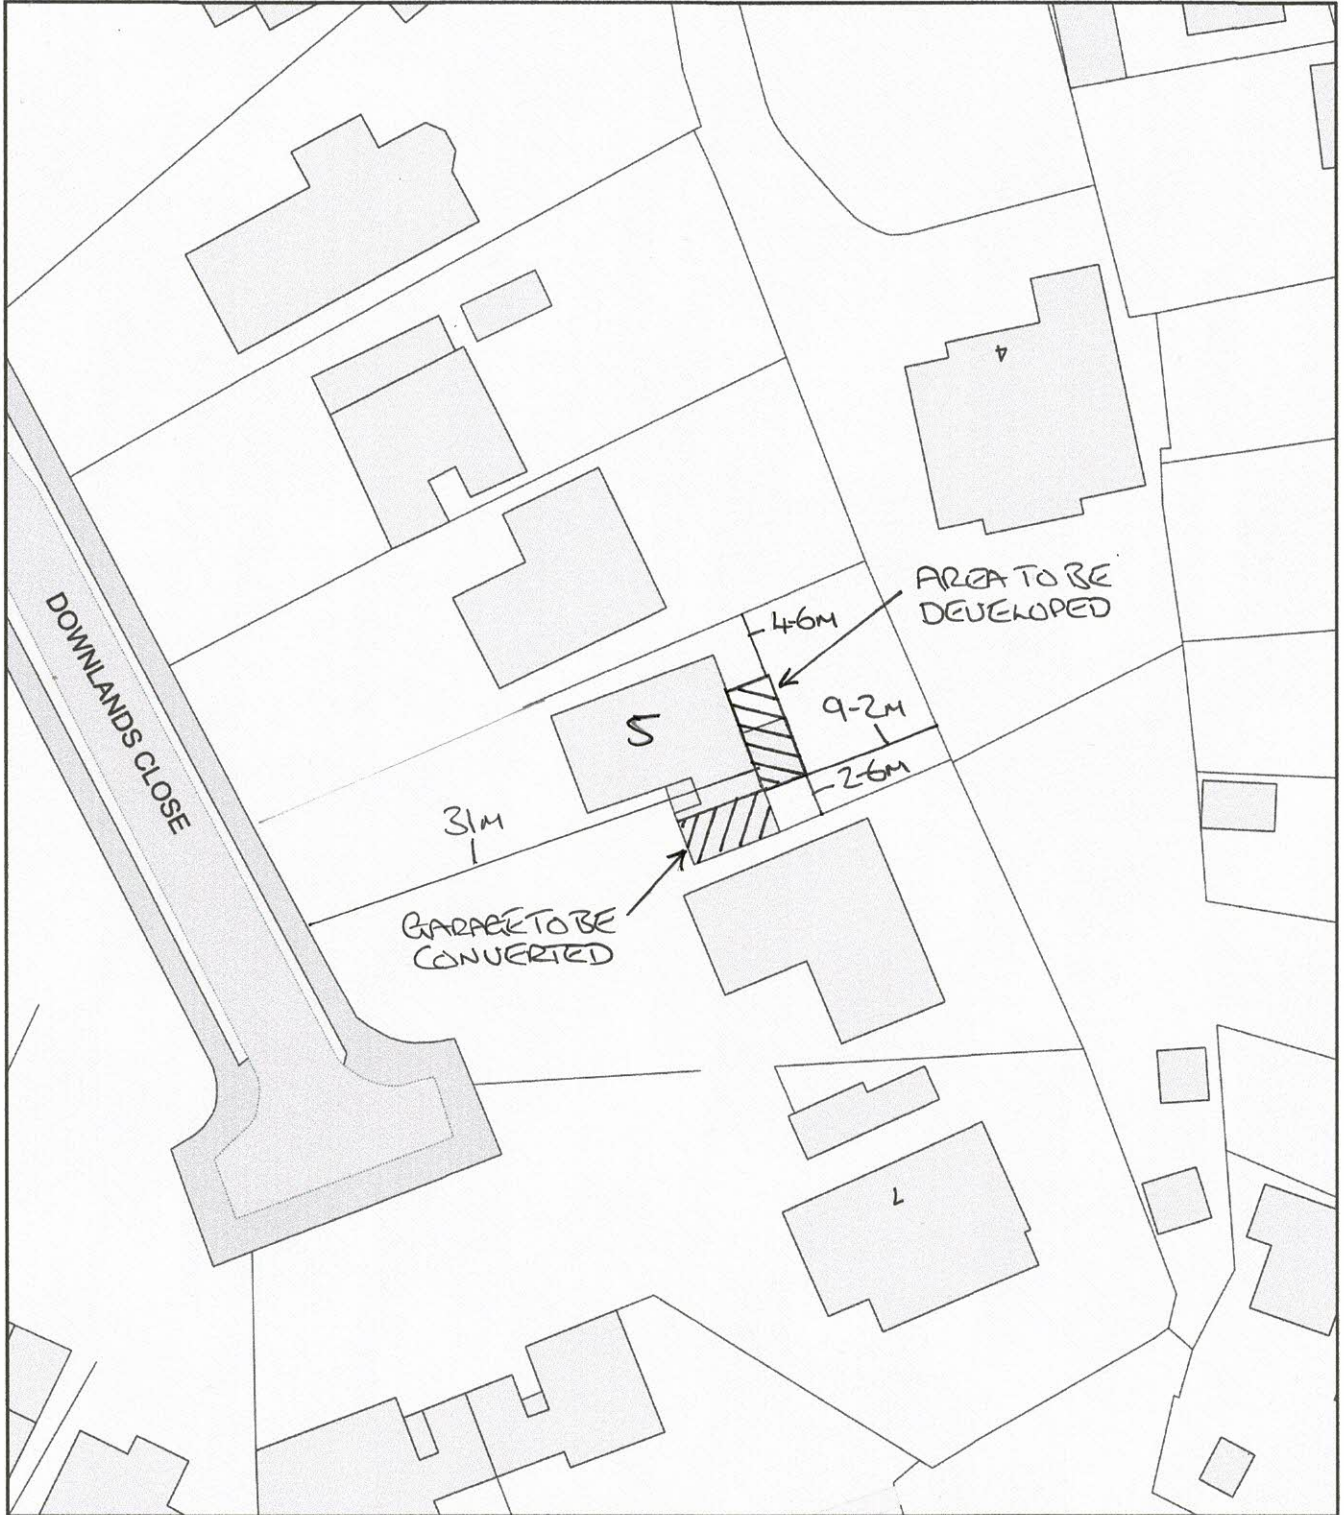 4
AREA TO BE
DEVELOPED
4-6M
9-2M
5
2-6M
31M
DOWNLANDS CLOSE
GARAGE TO BE
CONVERTED
7